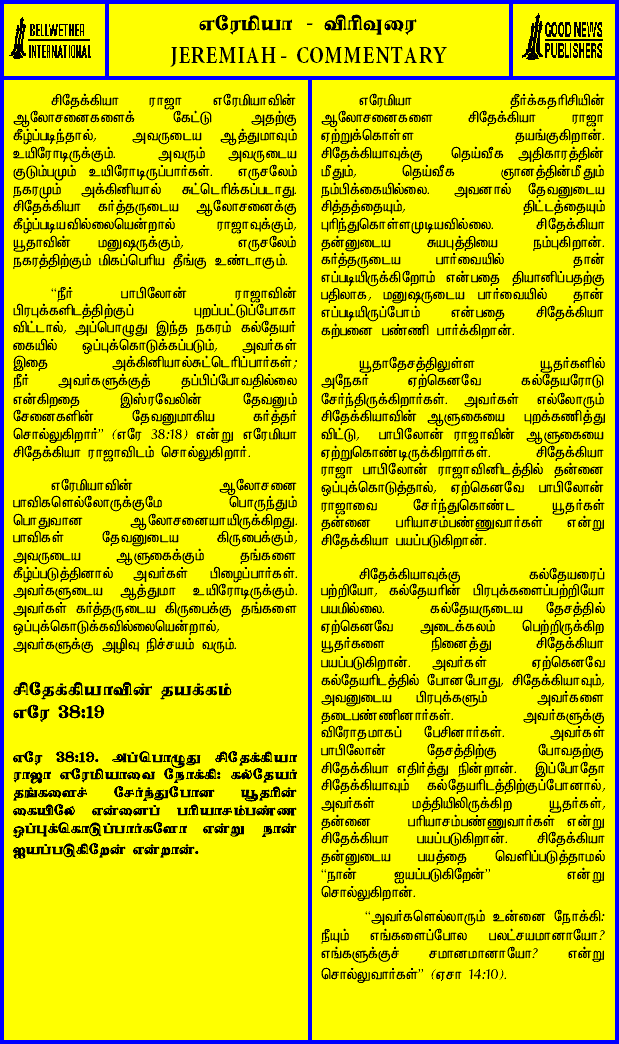 BELLWETHER
INTERNATIONAL
எரேமியா - விரிவுரை
JEREMIAH - COMMENTARY
GOOD NEWS
PUBLISHERS
சிதேக்கியா ராஜா எரேமியாவின்
ஆலோசனைகளைக் கேட்டு அதற்கு
கீழ்ப்படிந்தால், அவருடைய ஆத்துமாவும்
உயிரோடிருக்கும். அவரும் அவருடைய
குடும்பமும் உயிரோடிருப்பார்கள். எருசலேம்
நகரமும் அக்கினியால் சுட்டெரிக்கப்படாது.
சிதேக்கியா கர்த்தருடைய ஆலோசனைக்கு
கீழ்ப்படியவில்லையென்றால் ராஜாவுக்கும்,
யூதாவின் மனுஷருக்கும், எருசலேம்
நகரத்திற்கும் மிகப்பெரிய தீங்கு உண்டாகும்.
“நீர் பாபிலோன் ராஜாவின்
பிரபுக்களிடத்திற்குப் புறப்பட்டுப்போகா
விட்டால், அப்பொழுது இந்த நகரம் கல்தேயர்
கையில் ஒப்புக்கொடுக்கப்படும், அவர்கள்
இதை அக்கினியால்சுட்டெரிப்பார்கள்;
நீர் அவர்களுக்குத் தப்பிப்போவதில்லை
என்கிறதை இஸ்ரவேலின் தேவனும்
சேனைகளின் தேவனுமாகிய கர்த்தர்
சொல்லுகிறார்” (எரே 38:18) என்று எரேமியா
சிதேக்கியா ராஜாவிடம் சொல்லுகிறார்.
எரேமியாவின் ஆலோசனை
பாவிகளெல்லோருக்குமே பொருந்தும்
பொதுவான ஆலோசனையாயிருக்கிறது.
பாவிகள் தேவனுடைய கிருபைக்கும்,
அவருடைய ஆளுகைக்கும் தங்களை
கீழ்ப்படுத்தினால் அவர்கள் பிழைப்பார்கள்.
அவர்களுடைய ஆத்துமா உயிரோடிருக்கும்.
அவர்கள் கர்த்தருடைய கிருபைக்கு தங்களை
ஒப்புக்கொடுக்கவில்லையென்றால்,
அவர்களுக்கு அழிவு நிச்சயம் வரும்.
சிதேக்கியாவின் தயக்கம்
எரே 38:19
எரே 38:19. அப்பொழுது சிதேக்கியா
ராஜா எரேமியாவை நோக்கி: கல்தேயர்
தங்களைச் சேர்ந்துபோன யூதரின்
கையிலே என்னைப் பரியாசம்பண்ண
ஒப்புக்கொடுப்பார்களோ என்று நான்
ஐயப்படுகிறேன் என்றான்.
எரேமியா தீர்க்கதரிசியின்
ஆலோசனைகளை சிதேக்கியா ராஜா
ஏற்றுக்கொள்ள தயங்குகிறான்.
சிதேக்கியாவுக்கு தெய்வீக அதிகாரத்தின்
மீதும், தெய்வீக ஞானத்தின்மீதும்
நம்பிக்கையில்லை. அவனால் தேவனுடைய
சித்தத்தையும், திட்டத்தையும்
புரிந்துகொள்ளமுடியவில்லை. சிதேக்கியா
தன்னுடைய சுயபுத்தியை நம்புகிறான்.
கர்த்தருடைய பார்வையில் தான்
எப்படியிருக்கிறோம் என்பதை தியானிப்பதற்கு
பதிலாக, மனுஷருடைய பார்வையில் தான்
எப்படியிருப்போம் என்பதை சிதேக்கியா
கற்பனை பண்ணி பார்க்கிறான்.
யூதாதேசத்திலுள்ள யூதர்களில்
அநேகர் ஏற்கெனவே கல்தேயரோடு
சேர்ந்திருக்கிறார்கள். அவர்கள் எல்லோரும்
சிதேக்கியாவின் ஆளுகையை புறக்கணித்து
விட்டு, பாபிலோன் ராஜாவின் ஆளுகையை
ஏற்றுகொண்டிருக்கிறார்கள். சிதேக்கியா
ராஜா பாபிலோன் ராஜாவினிடத்தில் தன்னை
ஒப்புக்கொடுத்தால், ஏற்கெனவே பாபிலோன்
ராஜாவை சேர்ந்துகொண்ட யூதர்கள்
தன்னை பரியாசம்பண்ணுவார்கள் என்று
சிதேக்கியா பயப்படுகிறான்.
சிதேக்கியாவுக்கு கல்தேயரைப்
பற்றியோ, கல்தேயரின் பிரபுக்களைப்பற்றியோ
பயமில்லை. கல்தேயருடைய தேசத்தில்
ஏற்கெனவே அடைக்கலம் பெற்றிருக்கிற
யூதர்களை நினைத்து சிதேக்கியா
பயப்படுகிறான். அவர்கள் ஏற்கெனவே
கல்தேயரிடத்தில் போனபோது, சிதேக்கியாவும்,
அவனுடைய பிரபுக்களும் அவர்களை
தடைபண்ணினார்கள். அவர்களுக்கு
விரோதமாகப் பேசினார்கள். அவர்கள்
பாபிலோன் தேசத்திற்கு போவதற்கு
சிதேக்கியா எதிர்த்து நின்றான். இப்போதோ
சிதேக்கியாவும் கல்தேயரிடத்திற்குப்போனால்,
அவர்கள் மத்தியிலிருக்கிற யூதர்கள்,
தன்னை பரியாசம்பண்ணுவார்கள் என்று
சிதேக்கியா பயப்படுகிறான். சிதேக்கியா
தன்னுடைய பயத்தை வெளிப்படுத்தாமல்
“நான் ஐயப்படுகிறேன்” என்று
சொல்லுகிறான்.
“அவர்களெல்லாரும் உன்னை நோக்கி:
நீயும் எங்களைப்போல பலட்சயமானாயோ?
எங்களுக்குச் சமானமானாயோ? என்று
சொல்லுவார்கள்” (ஏசா 14:10).